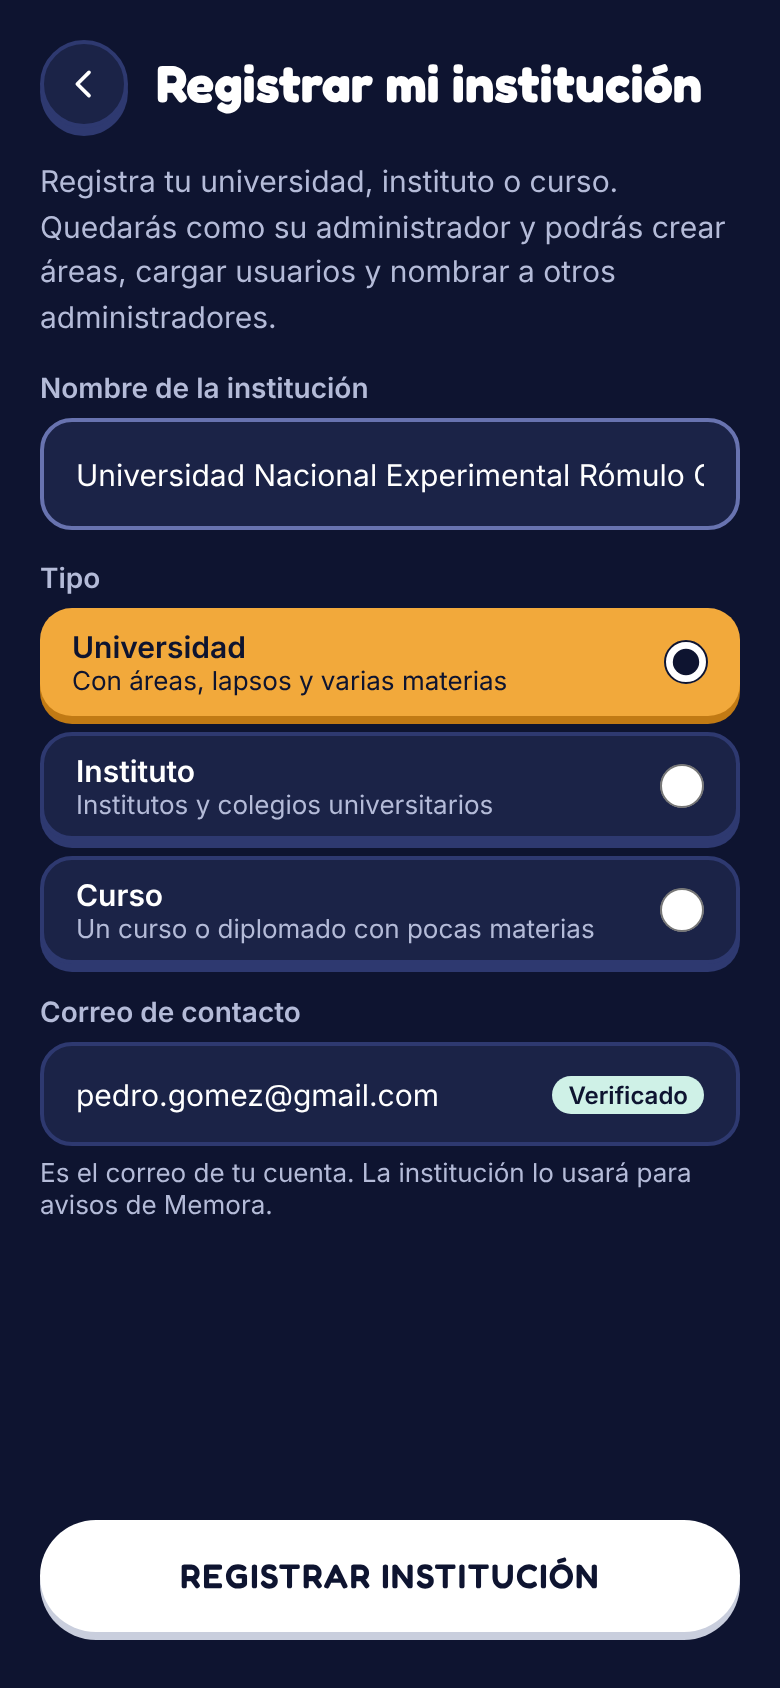 Registrar mi institución
Registra tu universidad, instituto o curso.
Quedarás como su administrador y podrás crear
áreas, cargar usuarios y nombrar a otros
administradores.
Nombre de la institución
Universidad Nacional Experimental Rómulo
Tipo
Universidad
Con áreas, lapsos y varias materias
Instituto
Institutos y colegios universitarios
Curso
Un curso o diplomado con pocas materias
Correo de contacto
pedro.gomez@gmail.com Verificado
Es el correo de tu cuenta. La institución lo usará para
avisos de Memora.
REGISTRAR INSTITUCIÓN